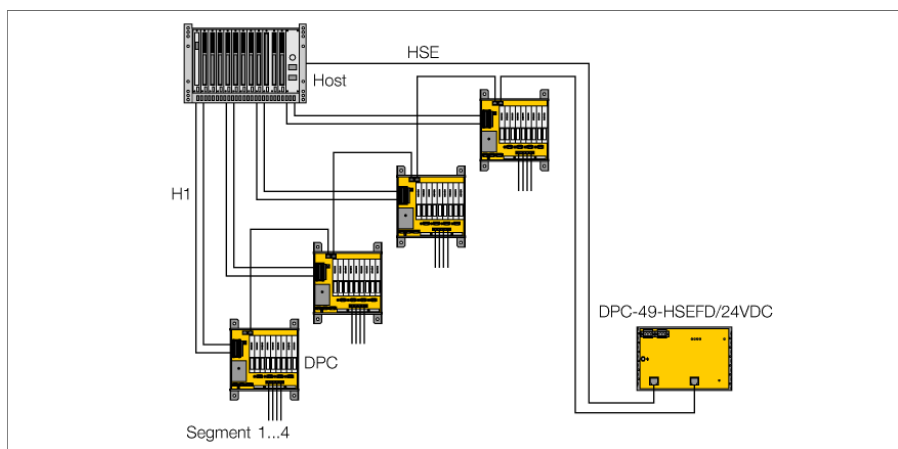 HSE
Host
H1
DPC-49-HSEFD/24VDC
DPC
Segment 1...4